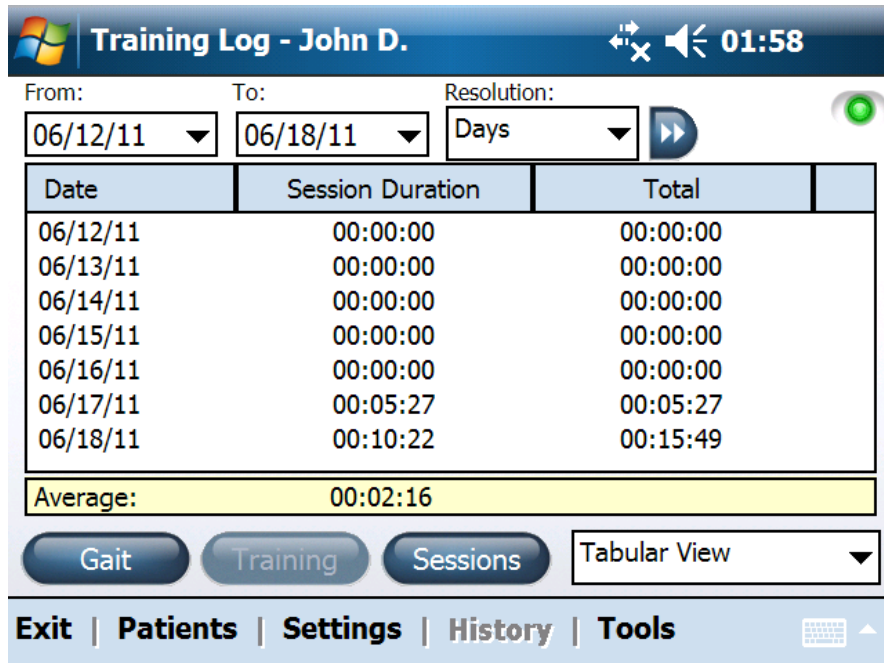 Training Log - John D. 01:58
From: To: Resolution:
06/12/11 06/18/11 Days
Date Session Duration Total
06/12/11 00:00:00 00:00:00
06/13/11 00:00:00 00:00:00
06/14/11 00:00:00 00:00:00
06/15/11 00:00:00 00:00:00
06/16/11 00:00:00 00:00:00
06/17/11 00:05:27 00:05:27
06/18/11 00:10:22 00:15:49
Average: 00:02:16
Gait Training Sessions Tabular View
Exit | Patients | Settings | History | Tools